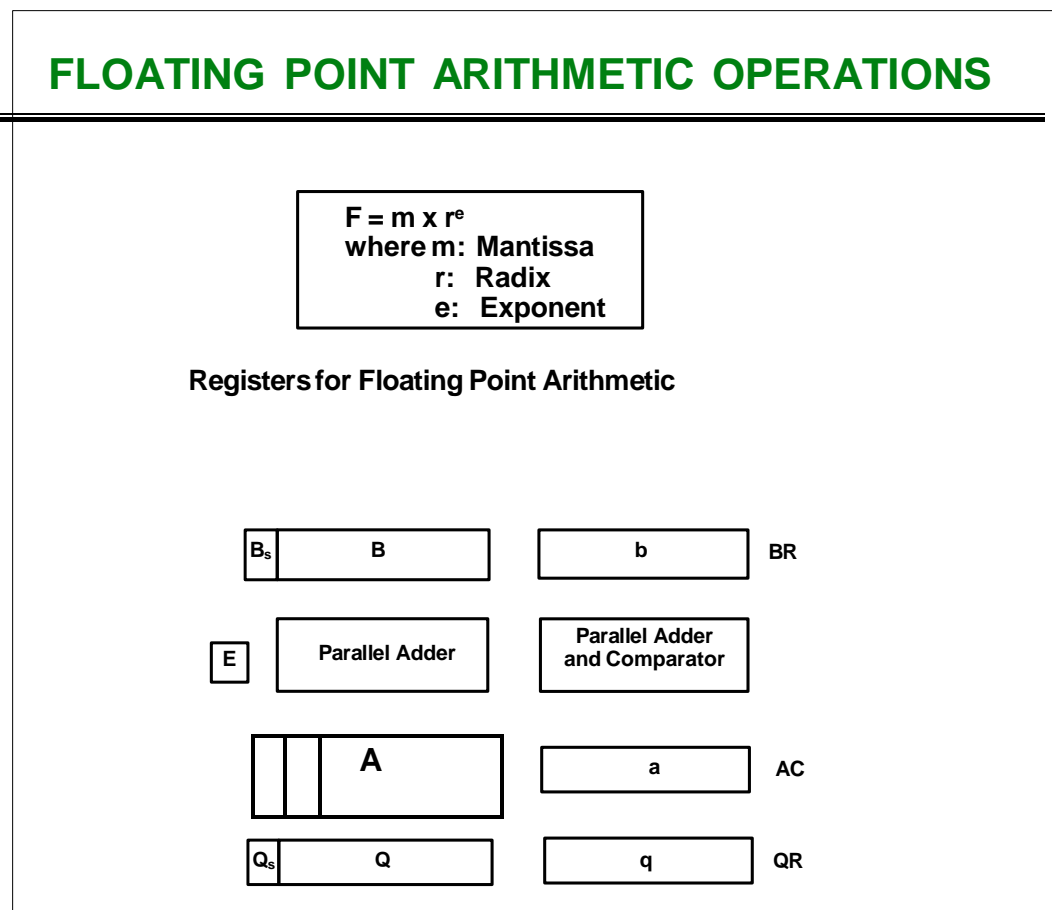 FLOATING POINT ARITHMETIC OPERATIONS
F = m x rᵉ
where m: Mantissa
r: Radix
e: Exponent
Registers for Floating Point Arithmetic
Bₛ B b BR
E Parallel Adder Parallel Adder
and Comparator
A a AC
Qₛ Q q QR